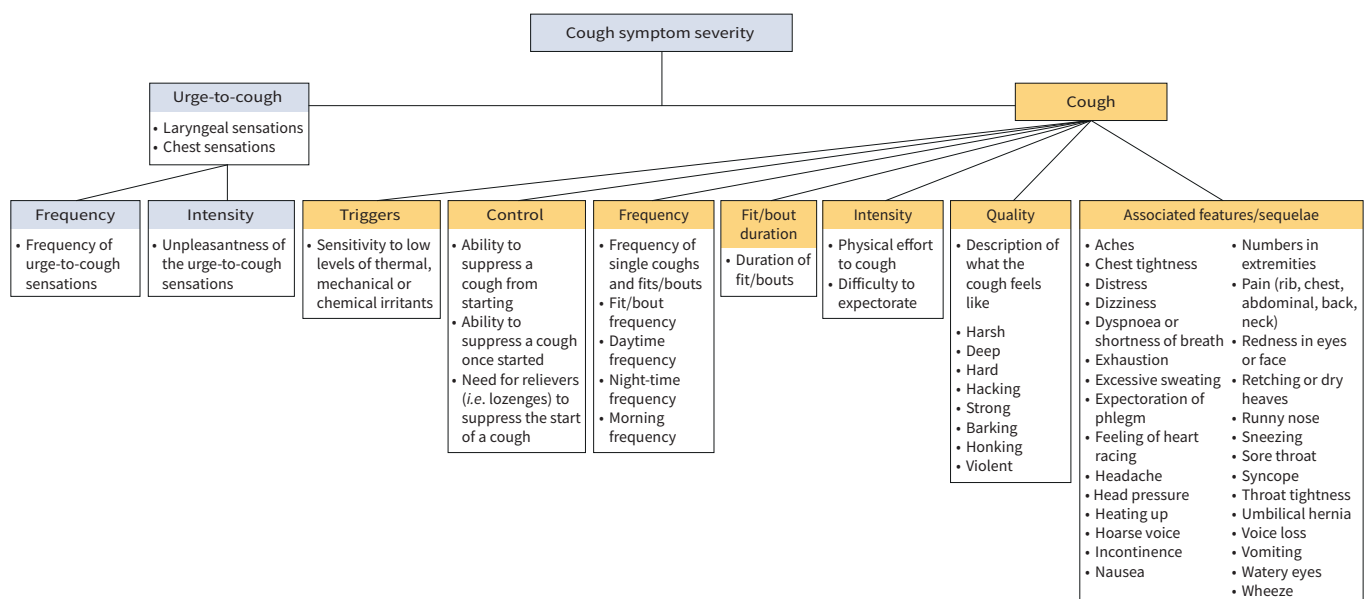 Cough symptom severity
Urge-to-cough
• Laryngeal sensations
• Chest sensations
Cough
Frequency
• Frequency of
urge-to-cough
sensations
Intensity
• Unpleasantness of
the urge-to-cough
sensations
Triggers
• Sensitivity to low
levels of thermal,
mechanical or
chemical irritants
Control
• Ability to
suppress a
cough from
starting
• Ability to
suppress a cough
once started
• Need for relievers
(i.e. lozenges) to
suppress the start
of a cough
Frequency
• Frequency of
single coughs
and fits/bouts
• Fit/bout
frequency
• Daytime
frequency
• Night-time
frequency
• Morning
frequency
Fit/bout
duration
• Duration of
fit/bouts
Intensity
• Physical effort
to cough
• Difficulty to
expectorate
Quality
• Description of
what the
cough feels
like
• Harsh
• Deep
• Hard
• Hacking
• Strong
• Barking
• Honking
• Violent
Associated features/sequelae
• Aches
• Chest tightness
• Distress
• Dizziness
• Dyspnoea or
shortness of breath
• Exhaustion
• Excessive sweating
• Expectoration of
phlegm
• Feeling of heart
racing
• Headache
• Head pressure
• Heating up
• Hoarse voice
• Incontinence
• Nausea
• Numbers in
extremities
• Pain (rib, chest,
abdominal, back,
neck)
• Redness in eyes
or face
• Retching or dry
heaves
• Runny nose
• Sneezing
• Sore throat
• Syncope
• Throat tightness
• Umbilical hernia
• Voice loss
• Vomiting
• Watery eyes
• Wheeze